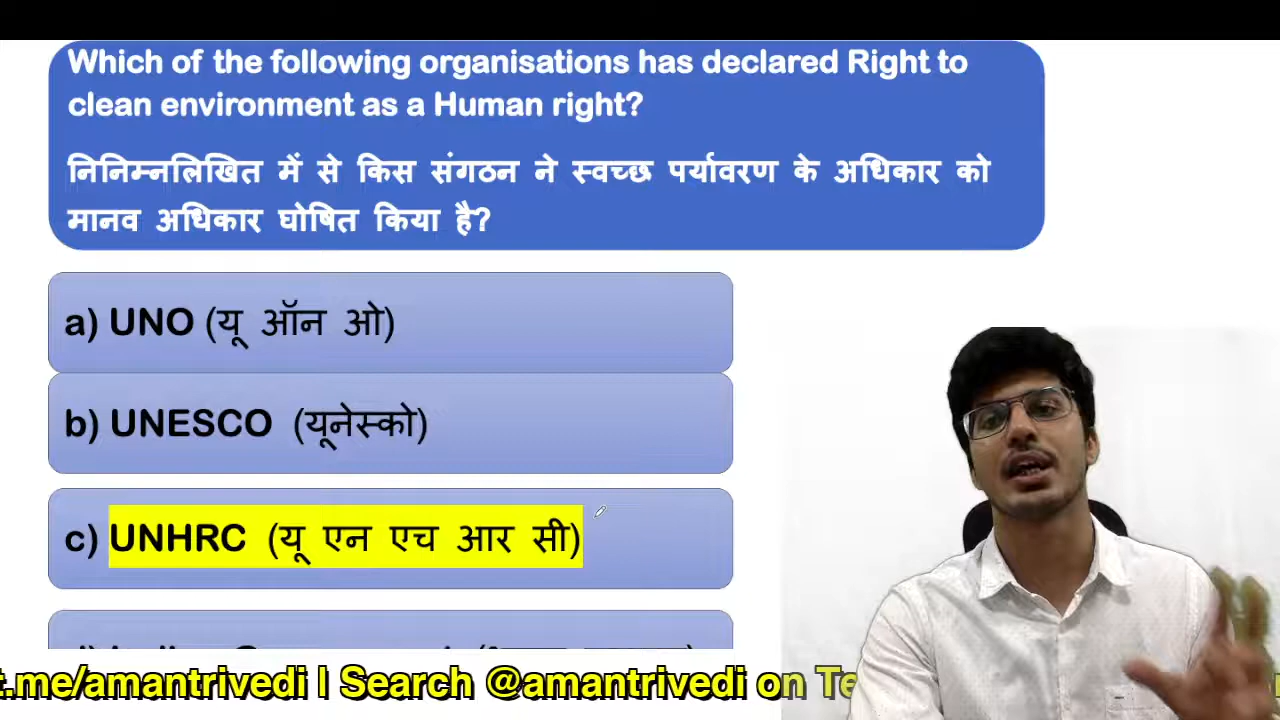 Which of the following organisations has declared Right to
clean environment as a Human right?
निनिम्नलिखित में से किस संगठन ने स्वच्छ पर्यावरण के अधिकार को
मानव अधिकार घोषित किया है?
a) UNO (यू ऑन ओ)
b) UNESCO (यूनेस्को)
c) UNHRC (यू एन एच आर सी)
t.me/amantrivedi I Search @amantrivedi on Te